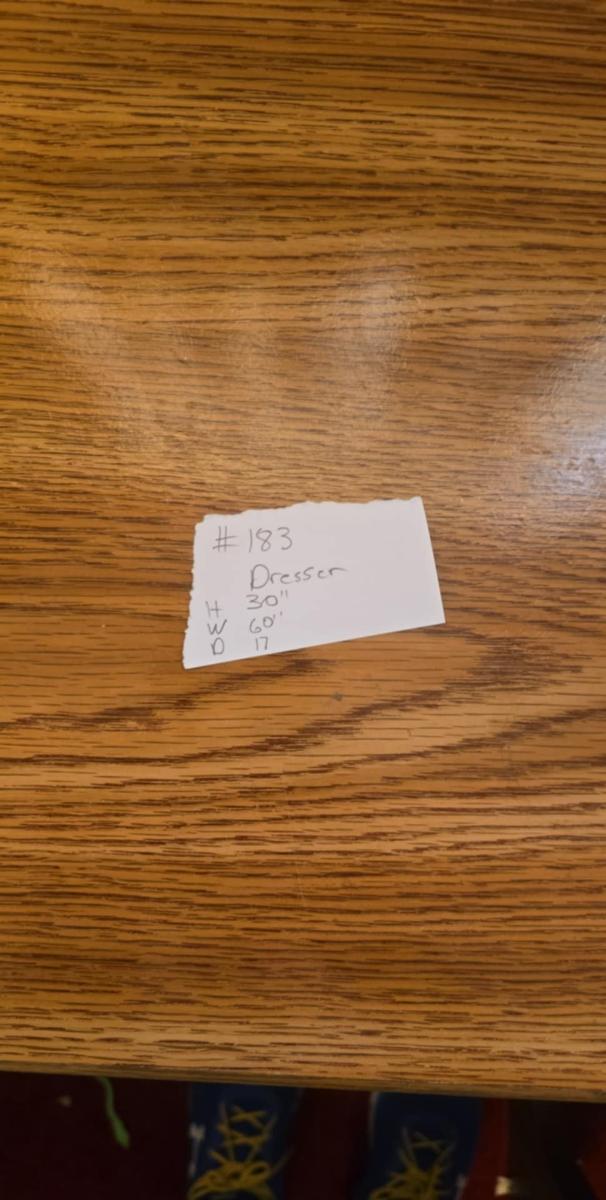 #183
Dresser
H 30"
W 60"
D 17